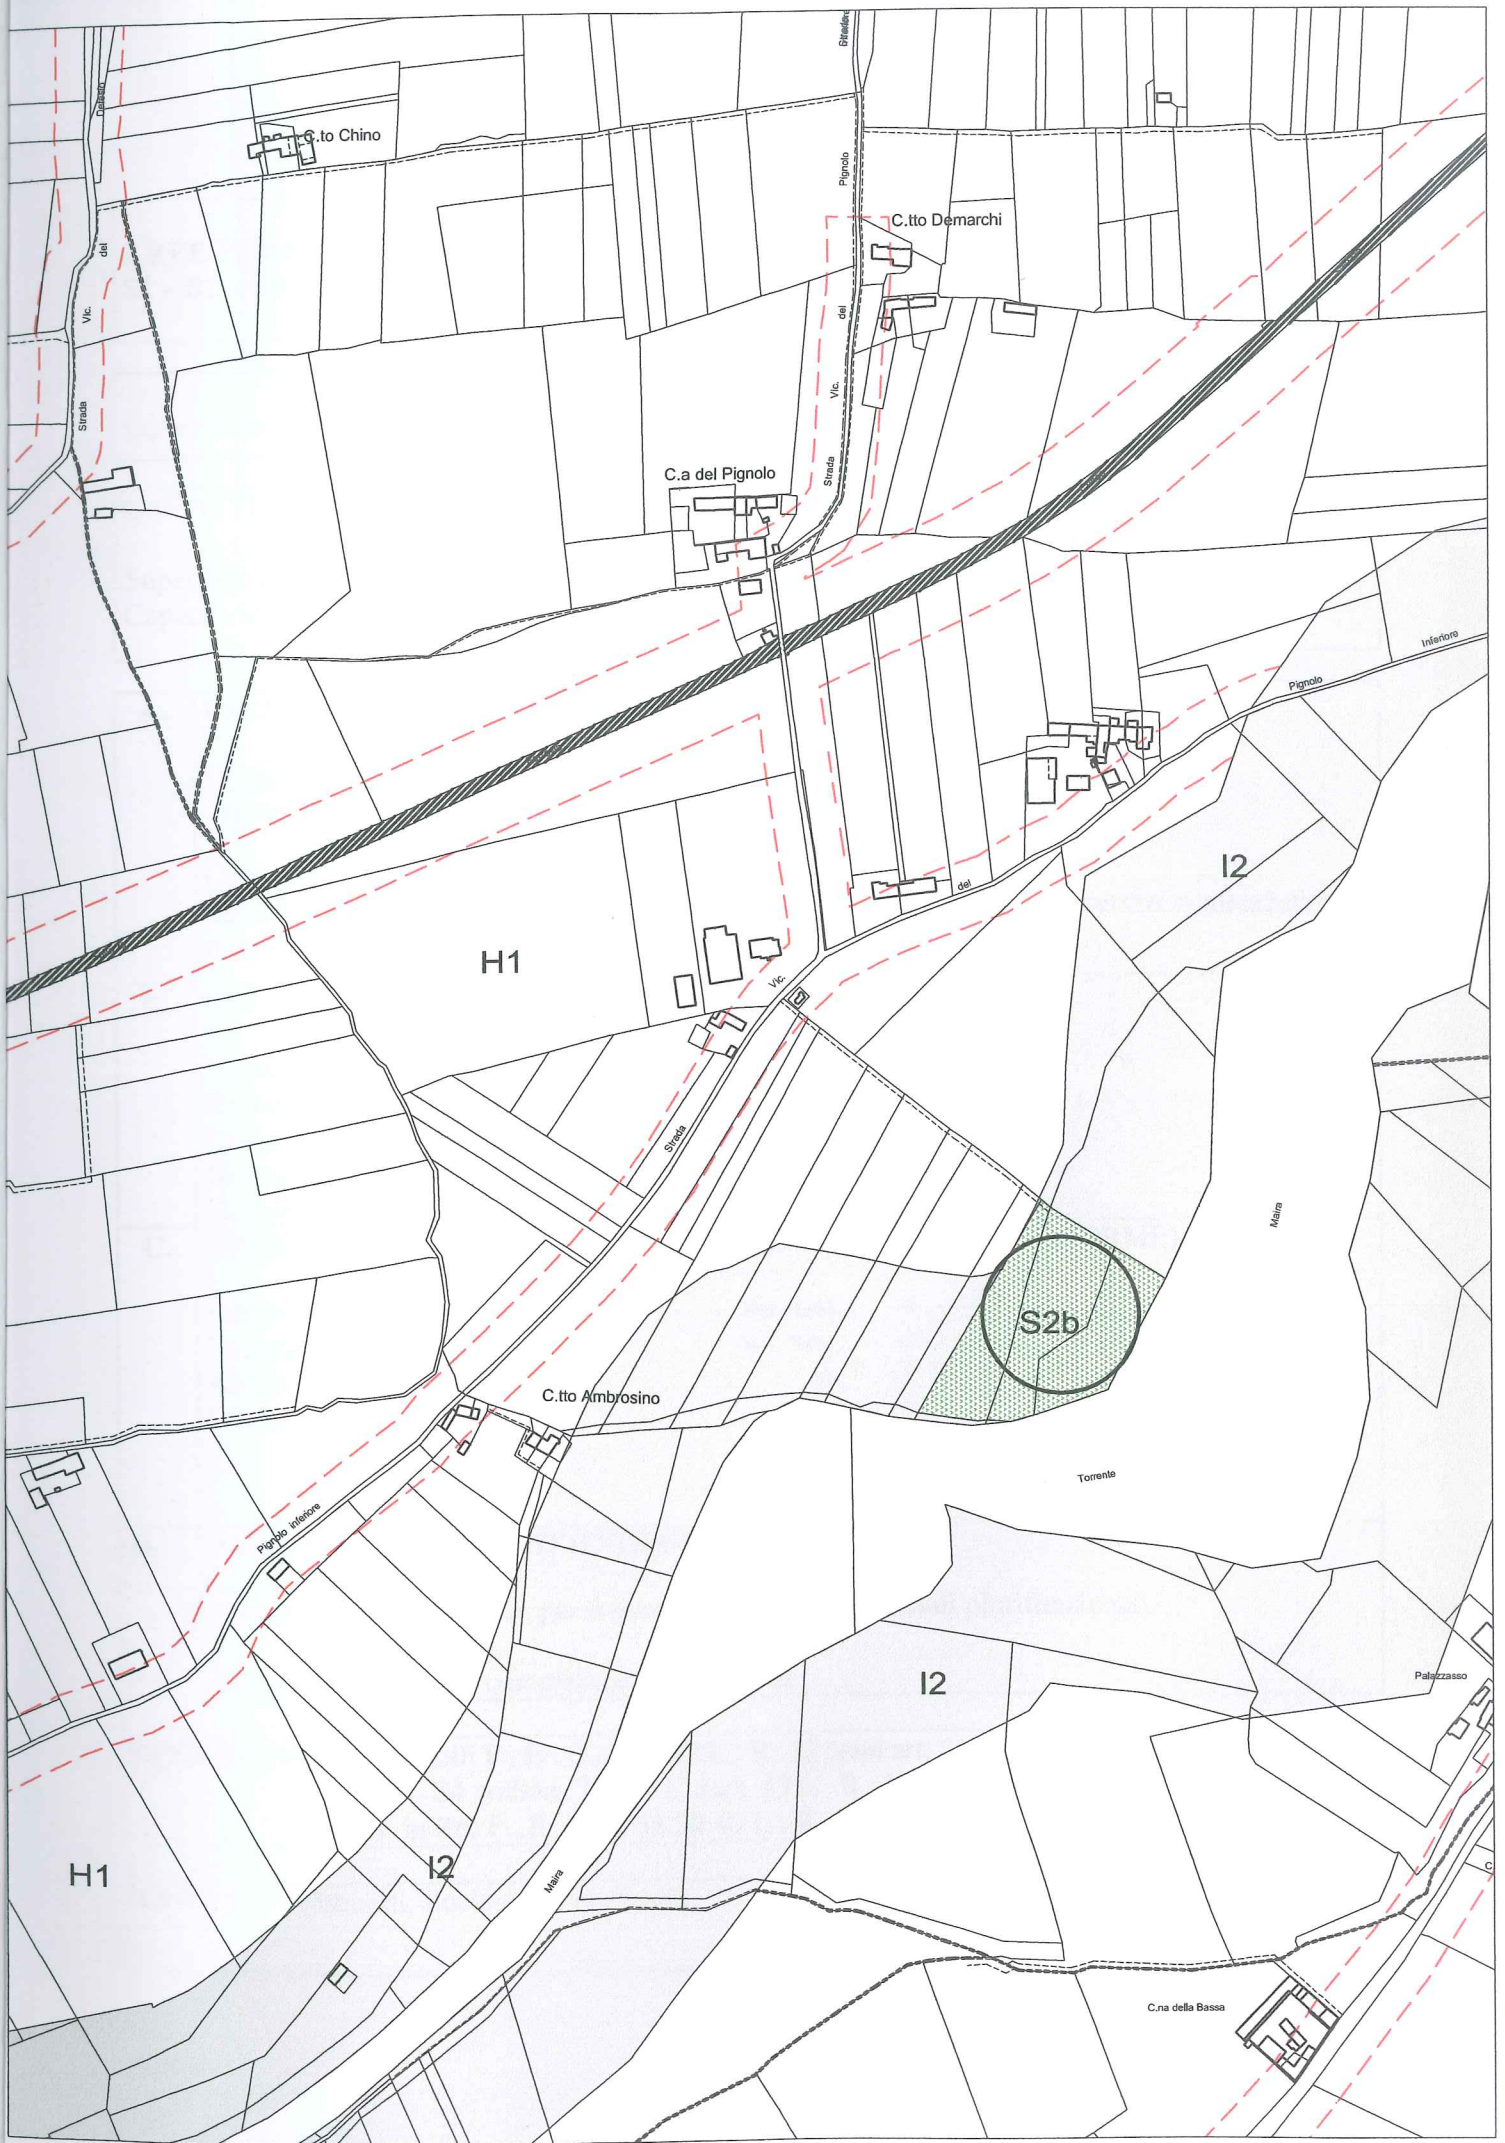 C.to Chino
Pignolo
C.tto Demarchi
del
del
Vic.
Vic.
Strada
C.a del Pignolo
Strada
Inferiore
Pignolo
I2
del
H1
Vic.
Strada
Maira
S2b
C.tto Ambrosino
Torrente
Pignolo inferiore
I2
Palazzasso
H1
I2
Maira
C.na della Bassa